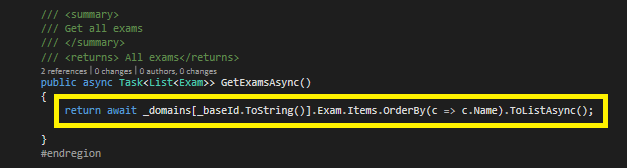 /// <summary>
/// Get all exams
/// </summary>
/// <returns> All exams</returns>
2 references | 0 changes | 0 authors, 0 changes
public async Task<List<Exam>> GetExamsAsync()
{
return await _domains[_baseId.ToString()].Exam.Items.OrderBy(c => c.Name).ToListAsync();
}
#endregion